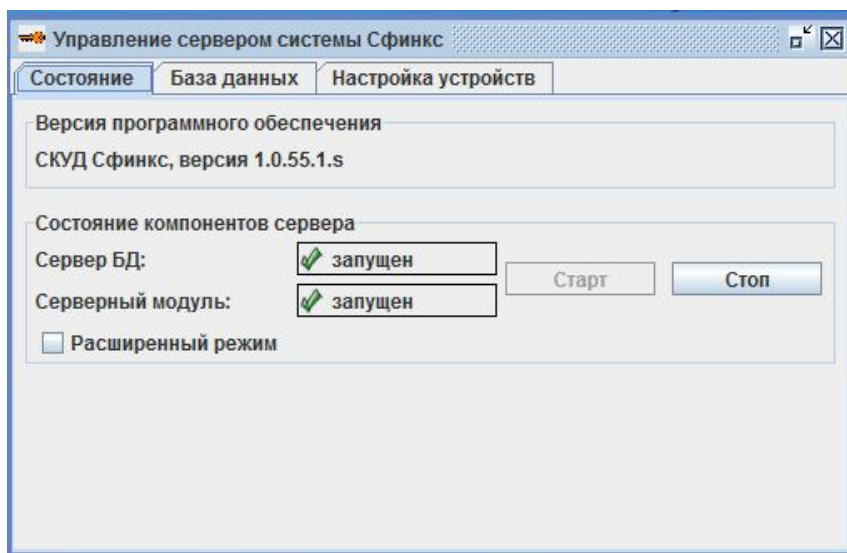 Управление сервером системы Сфинкс
Состояние База данных Настройка устройств
Версия программного обеспечения
СКУД Сфинкс, версия 1.0.55.1.s
Состояние компонентов сервера
Сервер БД: запущен
Старт Стоп
Серверный модуль: запущен
Расширенный режим